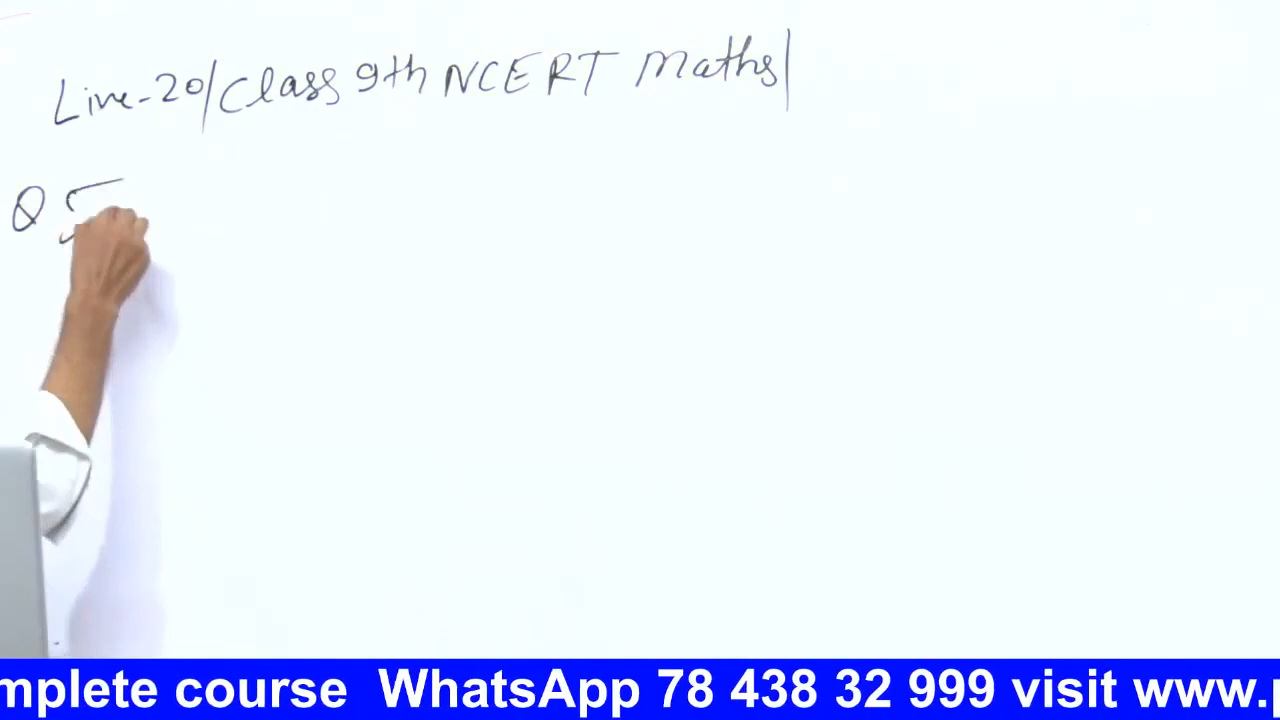 Live-20/Class 9th NCERT Maths|
Q 5
mplete course WhatsApp 78 438 32 999 visit www.p